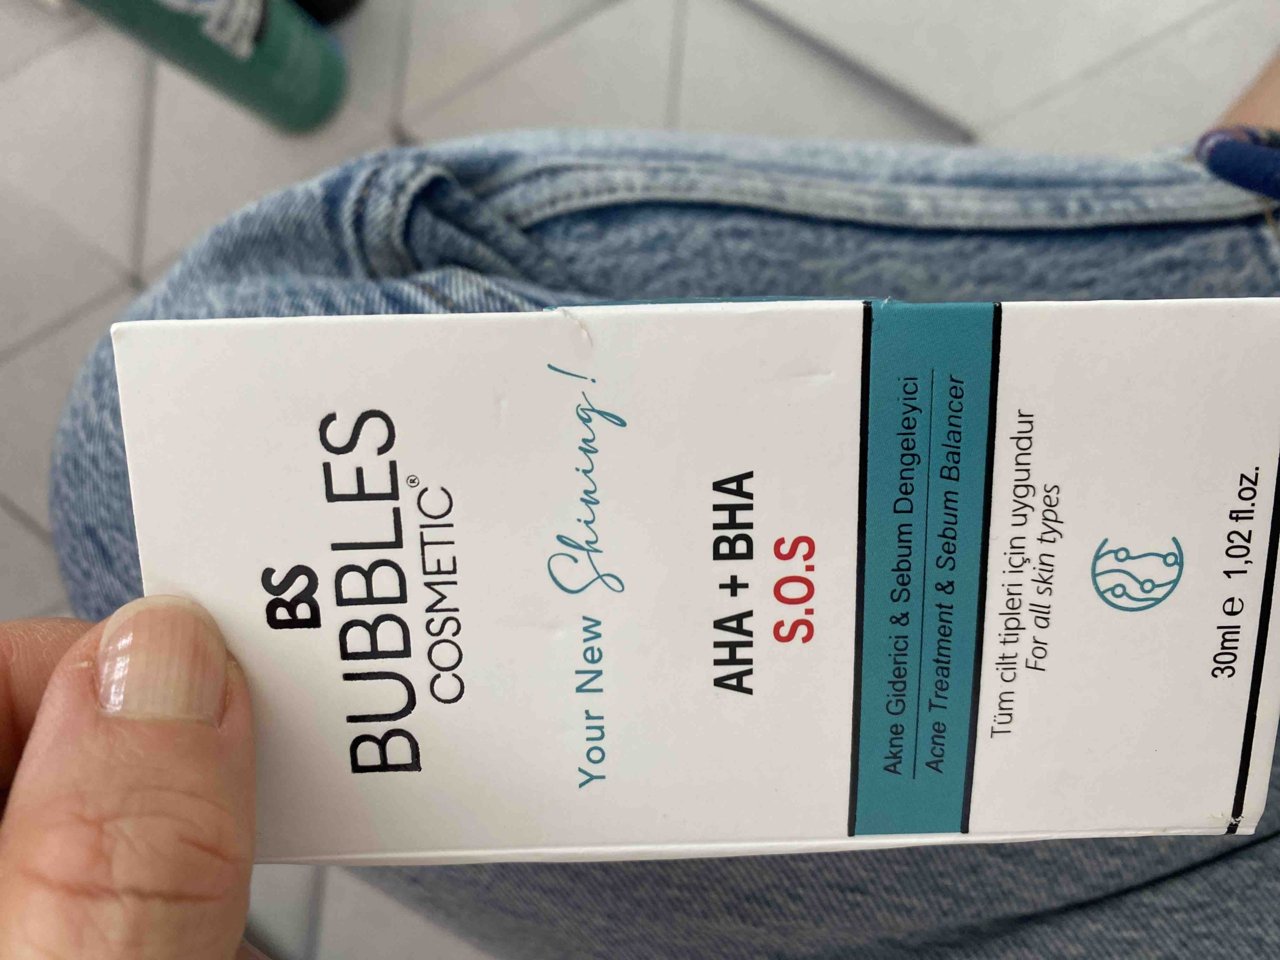 BS
BUBBLES
COSMETIC®
Your New Shining!
AHA + BHA
S.O.S
Akne Giderici & Sebum Dengeleyici
Acne Treatment & Sebum Balancer
Tüm cilt tipleri için uygundur
For all skin types
30ml e 1,02 fl.oz.